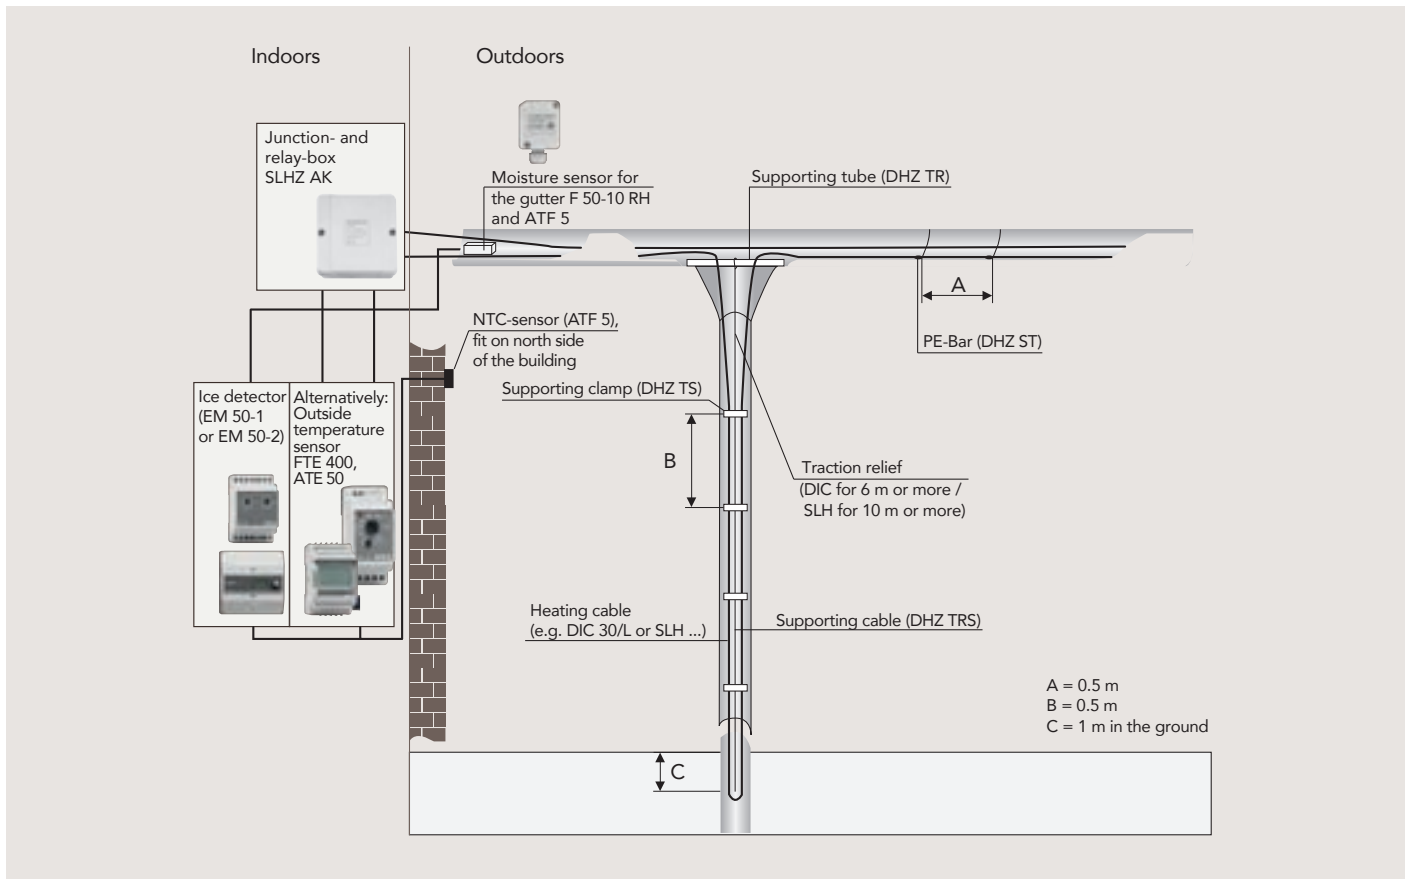 Indoors
Outdoors
Junction- and
relay-box
SLHZ AK
Moisture sensor for
the gutter F 50-10 RH
and ATF 5
Supporting tube (DHZ TR)
A
PE-Bar (DHZ ST)
NTC-sensor (ATF 5),
fit on north side
of the building
Supporting clamp (DHZ TS)
Ice detector
(EM 50-1
or EM 50-2)
Alternatively:
Outside
temperature
sensor
FTE 400,
ATE 50
B
Traction relief
(DIC for 6 m or more /
SLH for 10 m or more)
Heating cable
(e.g. DIC 30/L or SLH ...)
Supporting cable (DHZ TRS)
A = 0.5 m
B = 0.5 m
C = 1 m in the ground
C